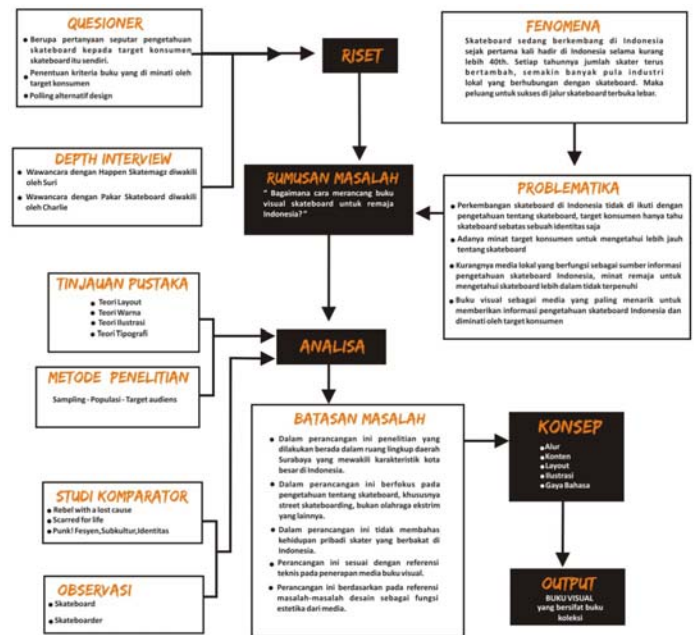 QUESIONER
● Berupa pertanyaan seputar pengetahuan
skateboard kepada target konsumen
skateboard itu sendiri.
● Penentuan kriteria buku yang di minati oleh
target konsumen
● Polling alternatif design
DEPTH INTERVIEW
● Wawancara dengan Happen Skatemagz diwakili
oleh Suri
● Wawancara dengan Pakar Skateboard diwakili
oleh Charlie
TINJAUAN PUSTAKA
● Teori Layout
● Teori Warna
● Teori Ilustrasi
● Teori Tipografi
METODE PENELITIAN
Sampling - Populasi - Target audiens
STUDI KOMPARATOR
● Rebel with a lost cause
● Scarred for life
● Punk! Fesyen,Subkultur,Identitas
OBSERVASI
● Skateboard
● Skateboarder
RISET
RUMUSAN MASALAH
" Bagaimana cara merancang buku
visual skateboard untuk remaja
Indonesia?"
ANALISA
BATASAN MASALAH
● Dalam perancangan ini penelitian yang
dilakukan berada dalam ruang lingkup daerah
Surabaya yang mewakili karakteristik kota
besar di Indonesia.
● Dalam perancangan ini berfokus pada
pengetahuan tentang skateboard, khususnya
street skateboarding, bukan olahraga ekstrim
yang lainnya.
● Dalam perancangan ini tidak membahas
kehidupan pribadi skater yang berbakat di
Indonesia.
● Perancangan ini sesuai dengan referensi
teknis pada penerapan media buku visual.
● Perancangan ini berdasarkan pada referensi
masalah-masalah desain sebagai fungsi
estetika dari media.
FENOMENA
Skateboard sedang berkembang di Indonesia
sejak pertama kali hadir di Indonesia selama kurang
lebih 40th. Setiap tahunnya jumlah skater terus
bertambah, semakin banyak pula industri
lokal yang berhubungan dengan skateboard. Maka
peluang untuk sukses di jalur skateboard terbuka lebar.
PROBLEMATIKA
● Perkembangan skateboard di Indonesia tidak di ikuti dengan
pengetahuan tentang skateboard, target konsumen hanya tahu
skateboard sebatas sebuah identitas saja
● Adanya minat target konsumen untuk mengetahui lebih jauh
tentang skateboard
● Kurangnya media lokal yang berfungsi sebagai sumber informasi
pengetahuan skateboard Indonesia, minat remaja untuk
mengetahui skateboard lebih dalam tidak terpenuhi
● Buku visual sebagai media yang paling menarik untuk
memberikan informasi pengetahuan skateboard Indonesia dan
diminati oleh target konsumen
KONSEP
● Alur
● Konten
● Layout
● Ilustrasi
● Gaya Bahasa
OUTPUT
BUKU VISUAL
yang bersifat buku
koleksi